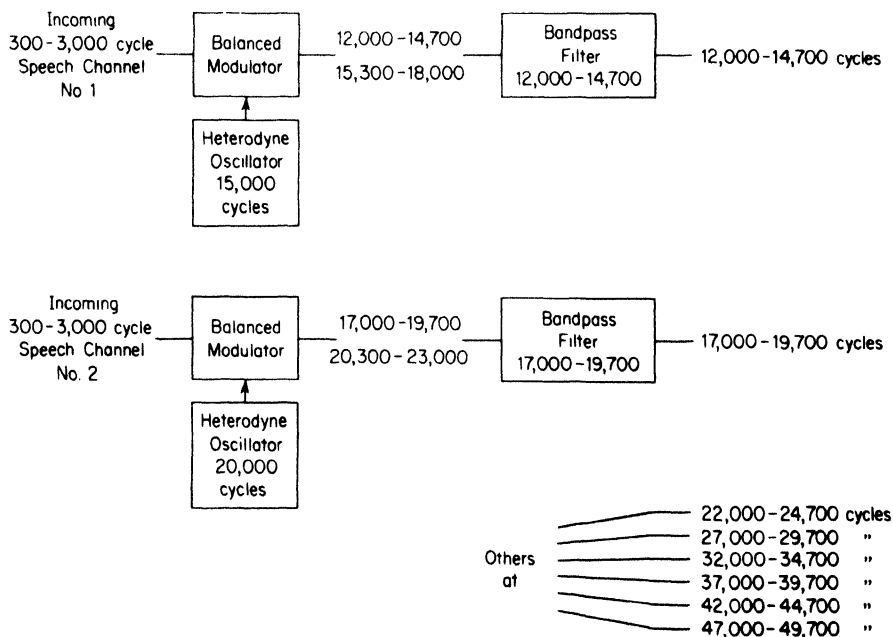 Incoming
300-3,000 cycle
Speech Channel
No 1
Balanced
Modulator
12,000-14,700
15,300-18,000
Bandpass
Filter
12,000-14,700
12,000-14,700 cycles
Heterodyne
Oscillator
15,000
cycles
Incoming
300-3,000 cycle
Speech Channel
No. 2
Balanced
Modulator
17,000-19,700
20,300-23,000
Bandpass
Filter
17,000-19,700
17,000-19,700 cycles
Heterodyne
Oscillator
20,000
cycles
Others
at
22,000-24,700 cycles
27,000-29,700 "
32,000-34,700 "
37,000-39,700 "
42,000-44,700 "
47,000-49,700 "